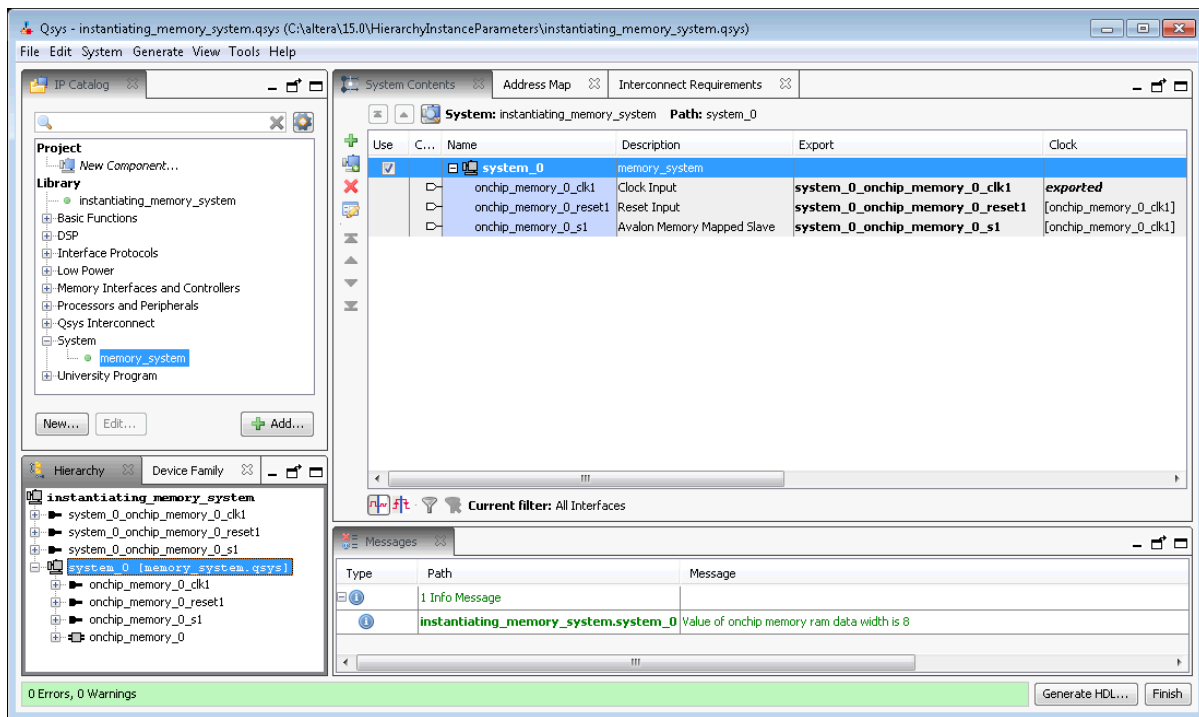 Qsys - instantiating_memory_system.qsys (C:\altera\15.0\HierarchyInstanceParameters\instantiating_memory_system.qsys)
File Edit System Generate View Tools Help
IP Catalog
Project
New Component...
Library
instantiating_memory_system
Basic Functions
DSP
Interface Protocols
Low Power
Memory Interfaces and Controllers
Processors and Peripherals
Qsys Interconnect
System
memory_system
University Program
New... Edit... Add...
Hierarchy Device Family
instantiating_memory_system
system_0_onchip_memory_0_clk1
system_0_onchip_memory_0_reset1
system_0_onchip_memory_0_s1
system_0 [memory_system.qsys]
onchip_memory_0_clk1
onchip_memory_0_reset1
onchip_memory_0_s1
onchip_memory_0
System Contents Address Map Interconnect Requirements
System: instantiating_memory_system Path: system_0
Use C... Name Description Export Clock
system_0 memory_system
onchip_memory_0_clk1 Clock Input system_0_onchip_memory_0_clk1 exported
onchip_memory_0_reset1 Reset Input system_0_onchip_memory_0_reset1 [onchip_memory_0_clk1]
onchip_memory_0_s1 Avalon Memory Mapped Slave system_0_onchip_memory_0_s1 [onchip_memory_0_clk1]
Current filter: All Interfaces
Messages
Type Path Message
1 Info Message
instantiating_memory_system.system_0 Value of onchip memory ram data width is 8
0 Errors, 0 Warnings
Generate HDL... Finish